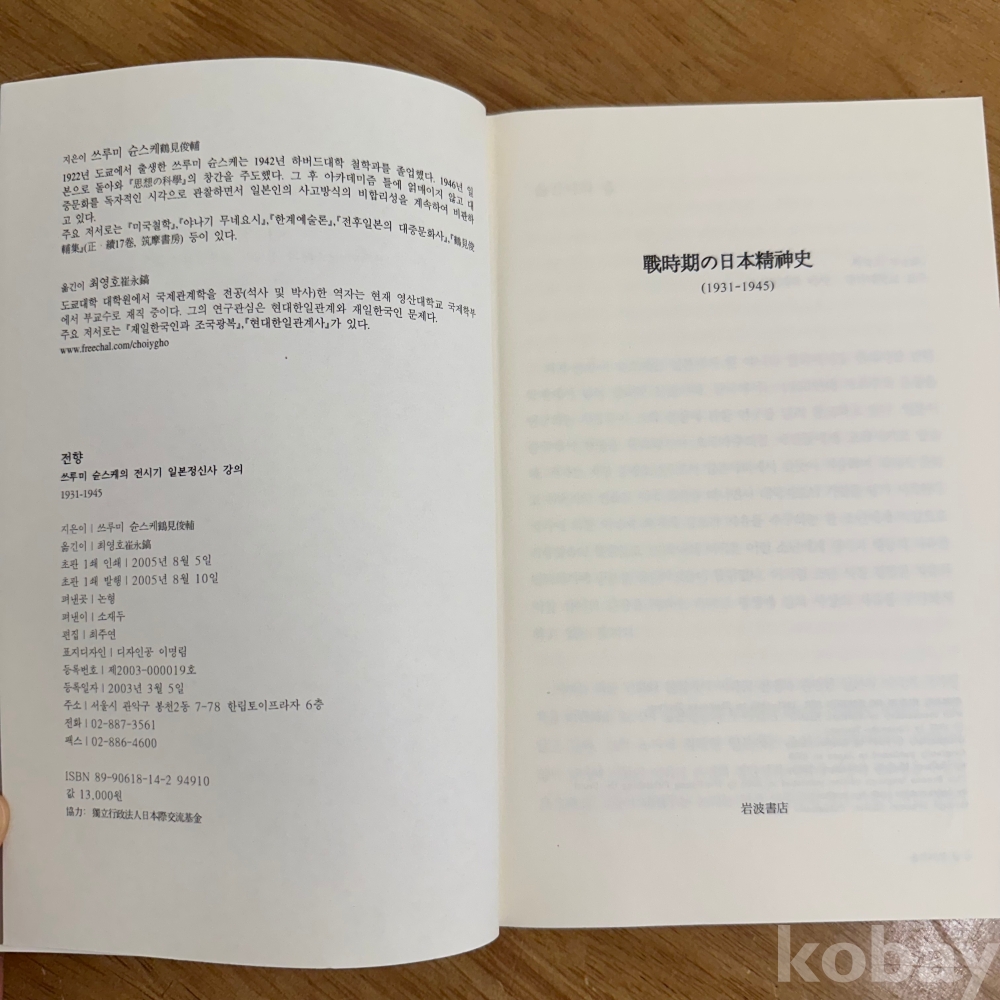 지은이 쓰루미 슌스케鶴見俊輔
1922년 도쿄에서 출생한 쓰루미 슌스케는 1942년 하버드대학 철학과를 졸업했다. 1946년 일
본으로 돌아와 『思想の科學』의 창간을 주도했다. 그 후 아카데미즘 틀에 얽매이지 않고 대
중문화를 독자적인 시각으로 관찰하면서 일본인의 사고방식의 비합리성을 계속하여 비판하
고 있다.
주요 저서로는 『미국철학』, 『야나기 무네요시』, 『한계예술론』, 『전후일본의 대중문화사』, 『鶴見俊
輔集』(正·續17卷, 筑摩書房) 등이 있다.
옮긴이 최영호崔永鎬
도쿄대학 대학원에서 국제관계학을 전공(석사 및 박사)한 역자는 현재 영산대학교 국제학부
에서 부교수로 재직 중이다. 그의 연구관심은 현대한일관계와 재일한국인 문제다.
주요 저서로는 『재일한국인과 조국광복』, 『현대한일관계사』가 있다.
www.freechal.com/choiygho
전향
쓰루미 슌스케의 전시기 일본정신사 강의
1931-1945
지은이 | 쓰루미 슌스케鶴見俊輔
옮긴이 | 최영호崔永鎬
초판 1쇄 인쇄 | 2005년 8월 5일
초판 1쇄 발행 | 2005년 8월 10일
펴낸곳 | 논형
펴낸이 | 소재두
편집 | 최주연
표지디자인 | 디자인공 이명림
등록번호 | 제2003-000019호
등록일자 | 2003년 3월 5일
주소 | 서울시 관악구 봉천2동 7-78 한립토이프라자 6층
전화 | 02-887-3561
팩스 | 02-886-4600
ISBN 89-90618-14-2 94910
값 13,000원
協力: 獨立行政法人日本際交流基金
戰時期の日本精神史
(1931-1945)
岩波書店
kobay